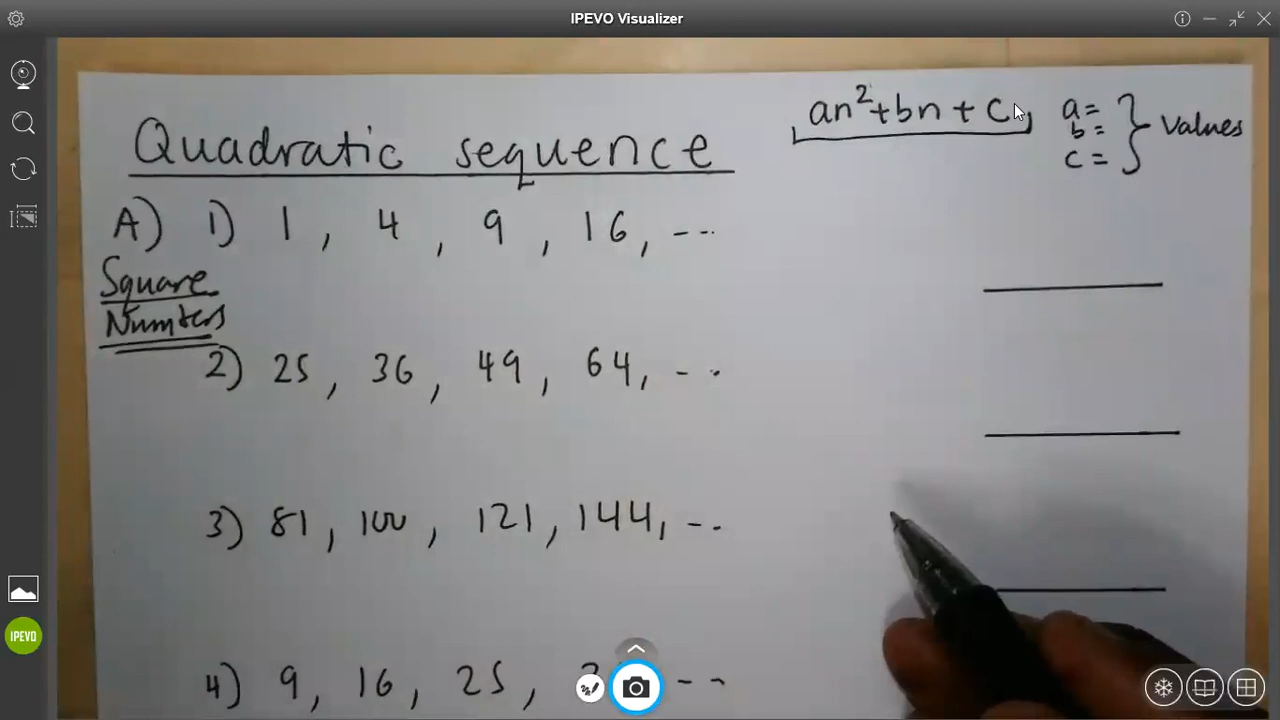 IPEVO Visualizer
an²+bn + c
a=
b=
c =
} Values
Quadratic sequence
A) 1) 1, 4, 9, 16, ---
Square
Numbers
2) 25, 36, 49, 64, - ..
3) 81, 100, 121, 144, - ..
4) 9, 16, 25, - -
IPEVO